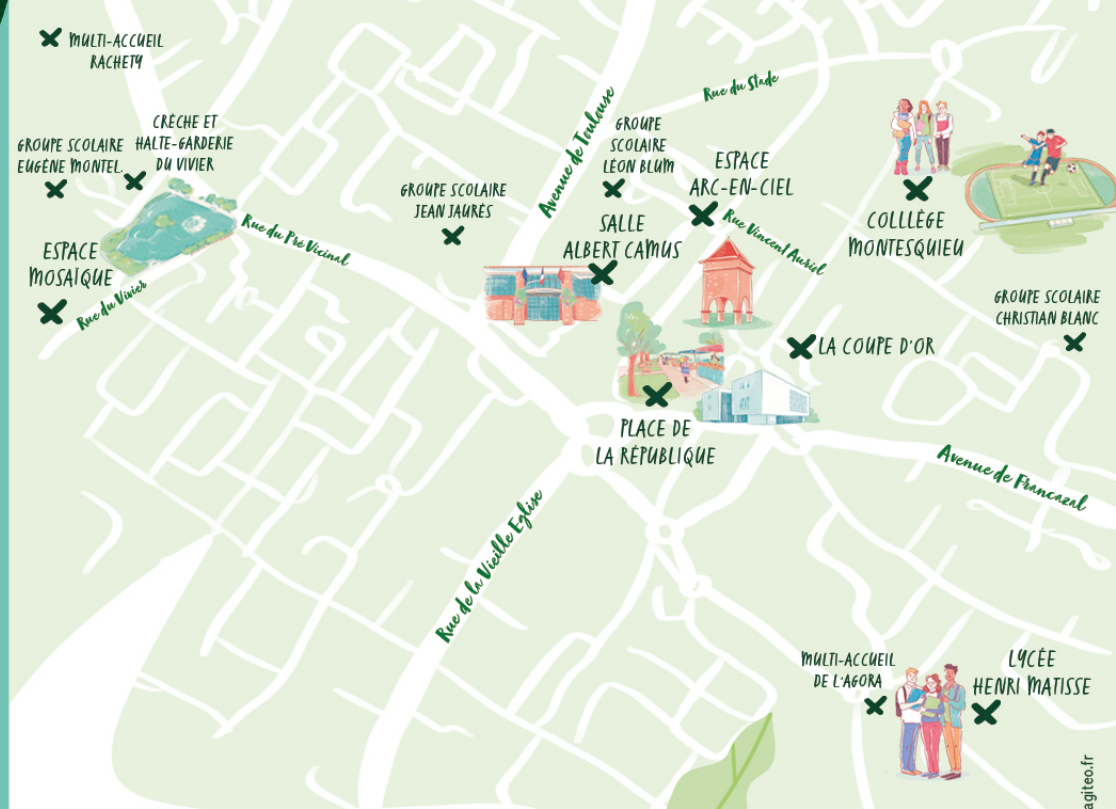 MULTI-ACCUEIL
RACHETY
CRÈCHE ET
HALTE-GARDERIE
DU VIVIER
GROUPE SCOLAIRE
EUGÈNE MONTEL
ESPACE
MOSAÏQUE
Rue du Vivier
Rue du Pré Vicinal
GROUPE SCOLAIRE
JEAN JAURÈS
Avenue de Toulouse
Rue du Stade
GROUPE
SCOLAIRE
LÉON BLUM
ESPACE
ARC-EN-CIEL
SALLE
ALBERT CAMUS
Rue Vincent Auriol
COLLLÈGE
MONTESQUIEU
GROUPE SCOLAIRE
CHRISTIAN BLANC
LA COUPE D'OR
PLACE DE
LA RÉPUBLIQUE
Avenue de Francazal
Rue de la Vieille Eglise
MULTI-ACCUEIL
DE L'AGORA
LYCÉE
HENRI MATISSE
agiteo.fr